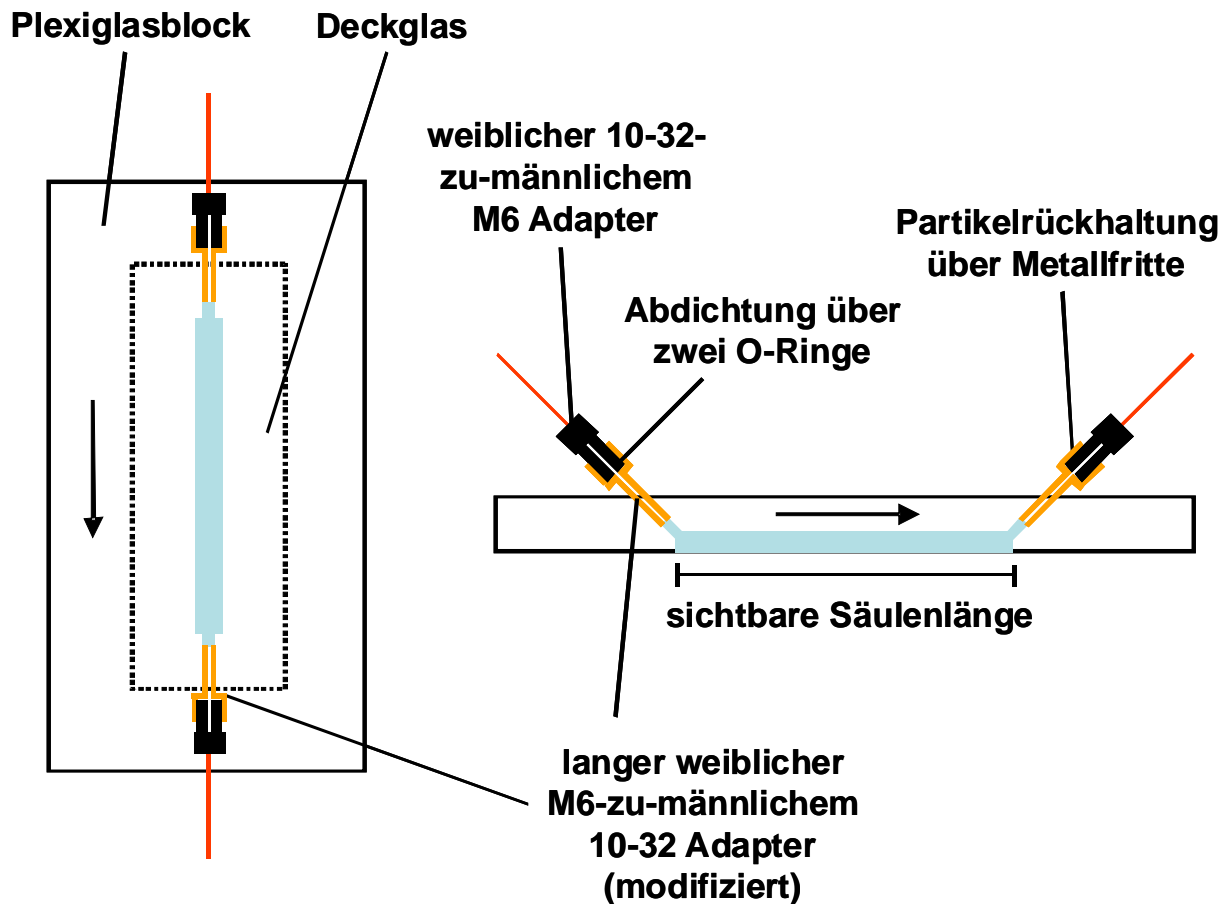 Plexiglasblock
Deckglas
weiblicher 10-32-
zu-männlichem
M6 Adapter
Partikelrückhaltung
über Metallfritte
Abdichtung über
zwei O-Ringe
sichtbare Säulenlänge
langer weiblicher
M6-zu-männlichem
10-32 Adapter
(modifiziert)